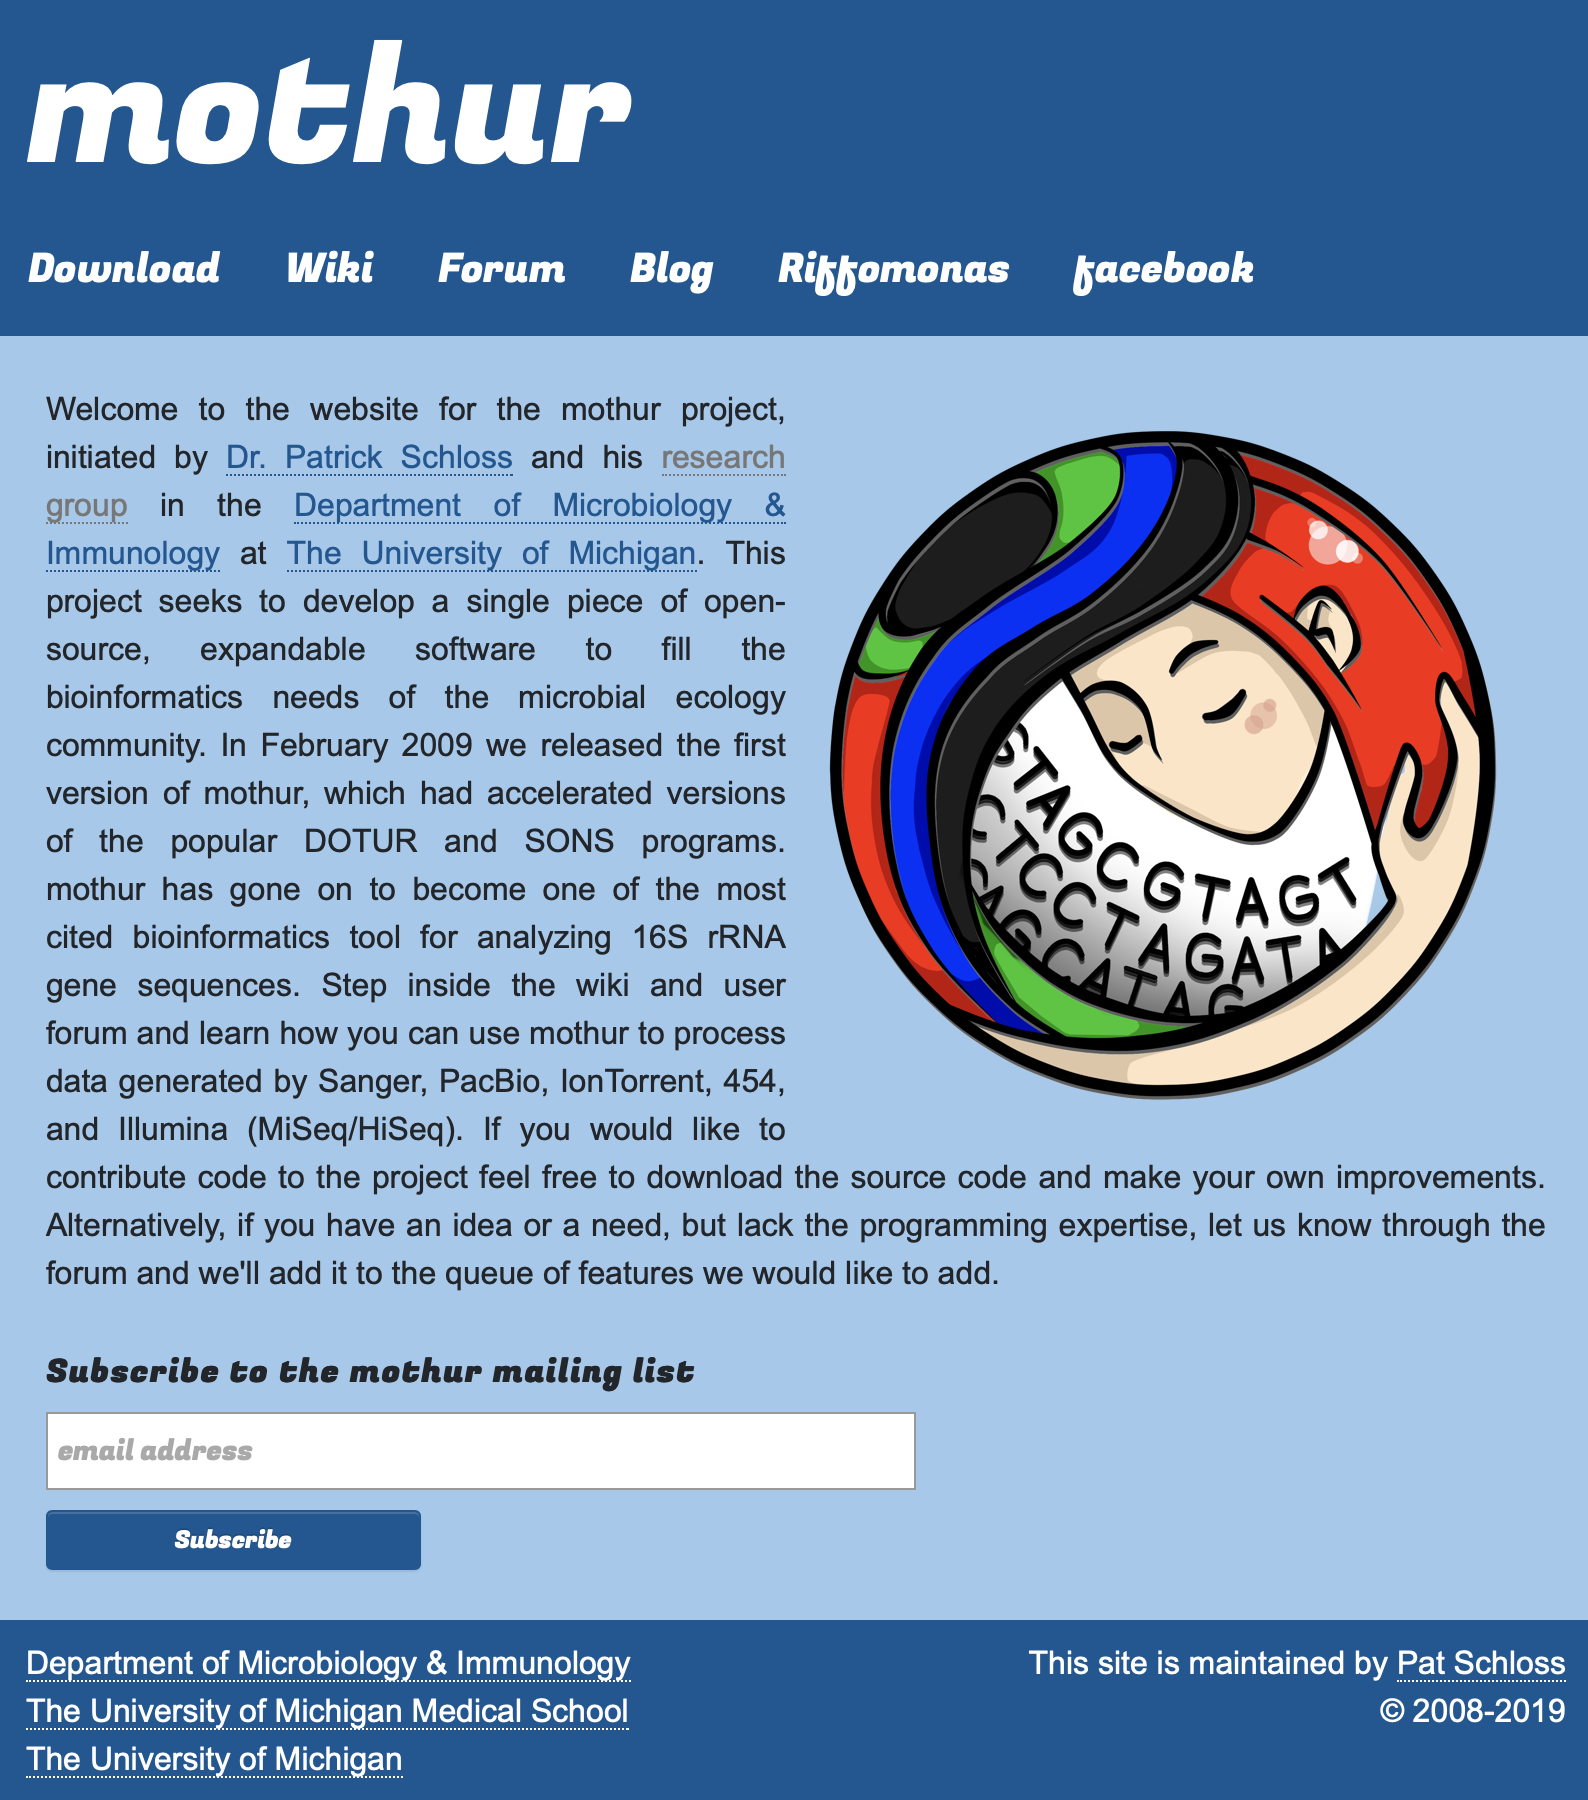 mothur
Download Wiki Forum Blog Riffomonas facebook
Welcome to the website for the mothur project,
initiated by Dr. Patrick Schloss and his research
group in the Department of Microbiology &
Immunology at The University of Michigan. This
project seeks to develop a single piece of open-
source, expandable software to fill the
bioinformatics needs of the microbial ecology
community. In February 2009 we released the first
version of mothur, which had accelerated versions
of the popular DOTUR and SONS programs.
mothur has gone on to become one of the most
cited bioinformatics tool for analyzing 16S rRNA
gene sequences. Step inside the wiki and user
forum and learn how you can use mothur to process
data generated by Sanger, PacBio, IonTorrent, 454,
and Illumina (MiSeq/HiSeq). If you would like to
contribute code to the project feel free to download the source code and make your own improvements.
Alternatively, if you have an idea or a need, but lack the programming expertise, let us know through the
forum and we'll add it to the queue of features we would like to add.
GTAGCGTAGT
CTCCTAGATA
CAGCATAG
Subscribe to the mothur mailing list
email address
Subscribe
Department of Microbiology & Immunology
The University of Michigan Medical School
The University of Michigan
This site is maintained by Pat Schloss
© 2008-2019